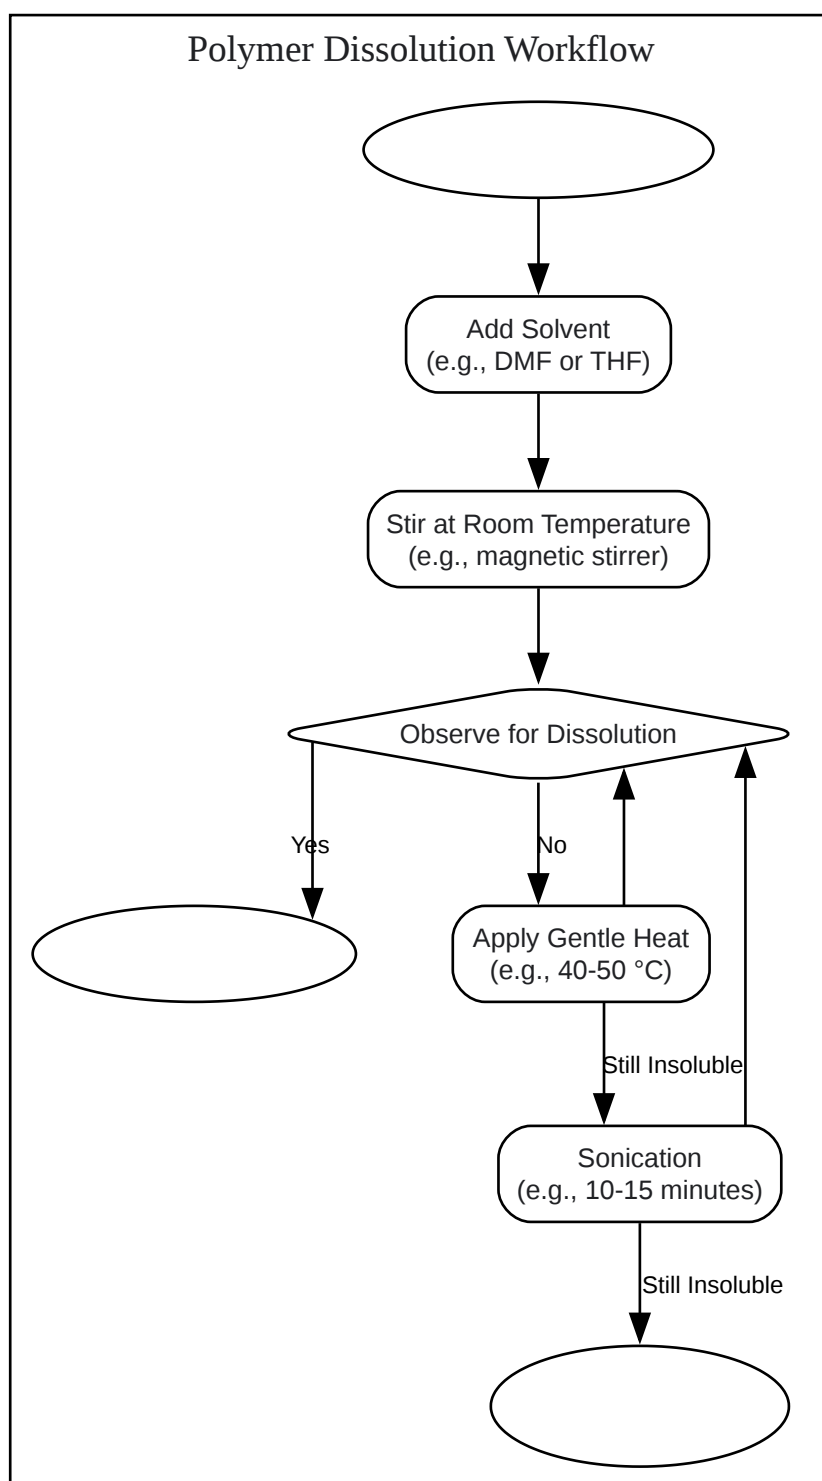 Polymer Dissolution Workflow
Add Solvent
(e.g., DMF or THF)
Stir at Room Temperature
(e.g., magnetic stirrer)
Observe for Dissolution
Yes
No
Apply Gentle Heat
(e.g., 40-50 °C)
Still Insoluble
Sonication
(e.g., 10-15 minutes)
Still Insoluble